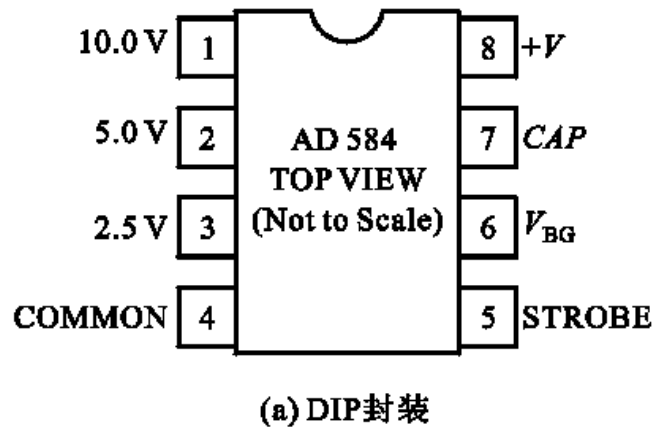 10.0 V 1 8 +V
5.0 V 2 AD 584 7 CAP
TOP VIEW
2.5 V 3 (Not to Scale) 6 V_BG
COMMON 4 5 STROBE
(a) DIP封装